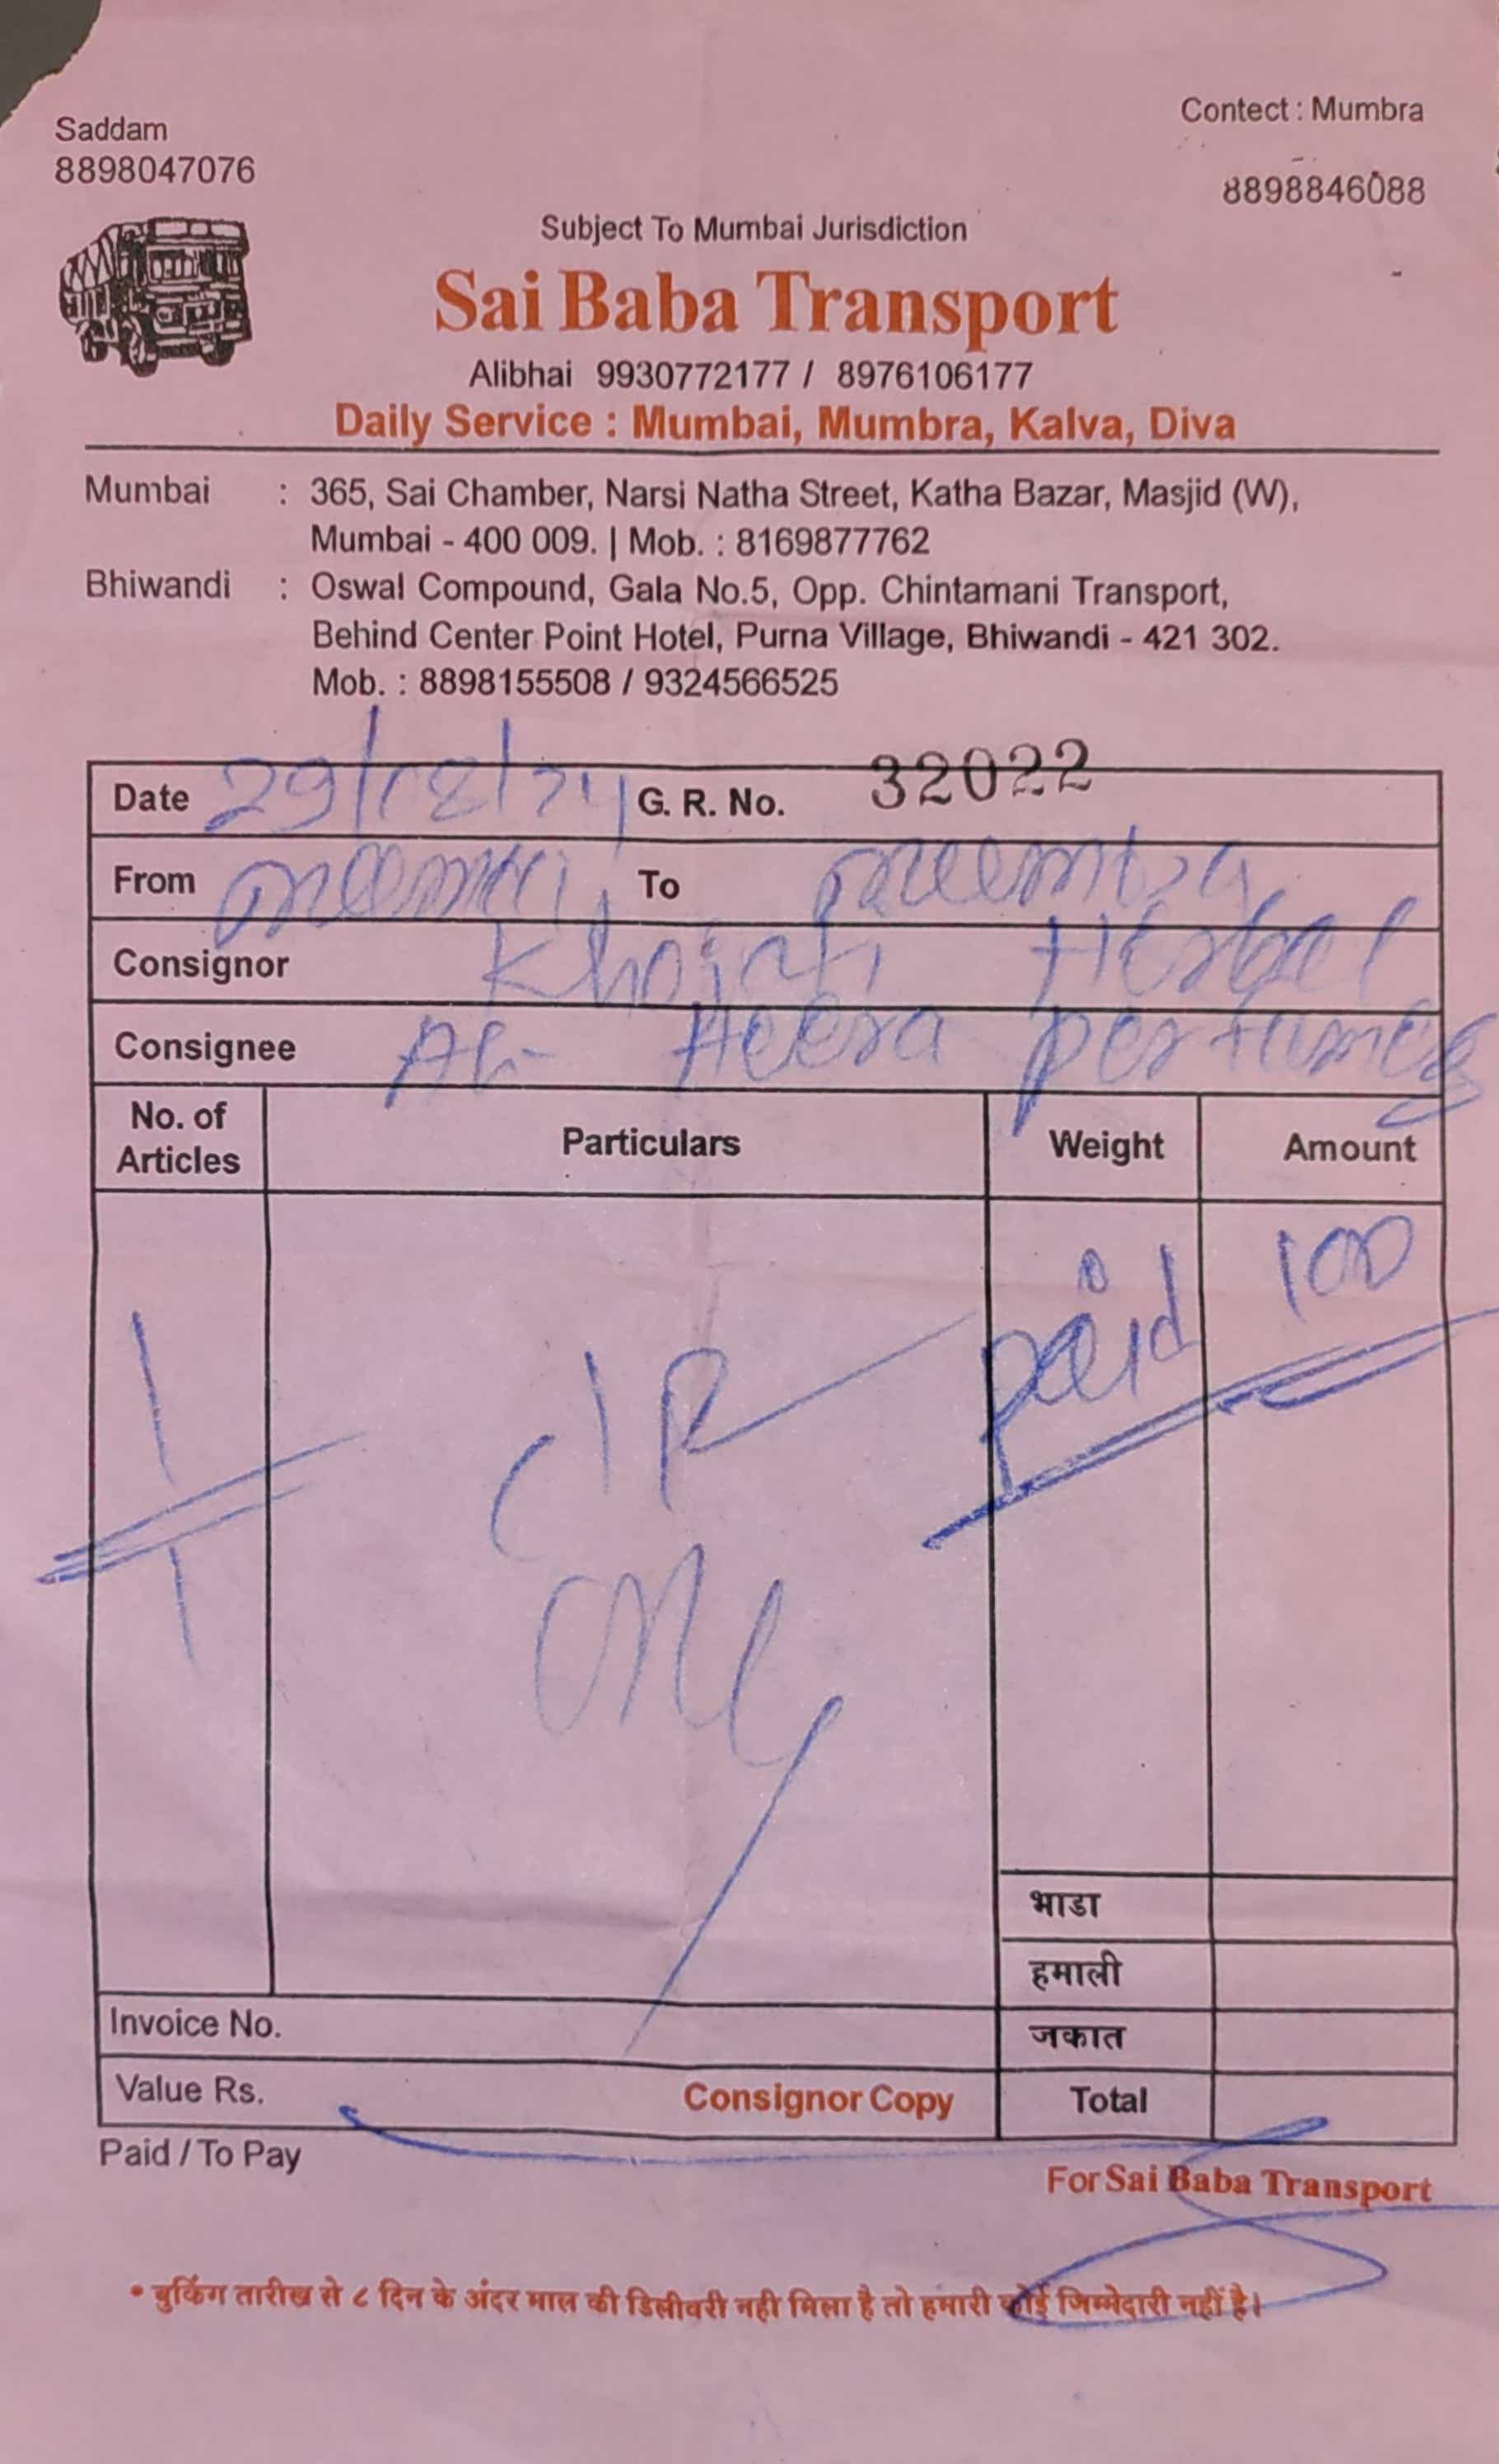 Saddam
8898047076
Contect : Mumbra
8898846088
Subject To Mumbai Jurisdiction
Sai Baba Transport
Alibhai 9930772177 / 8976106177
Daily Service : Mumbai, Mumbra, Kalva, Diva
Mumbai : 365, Sai Chamber, Narsi Natha Street, Katha Bazar, Masjid (W),
Mumbai - 400 009. | Mob. : 8169877762
Bhiwandi : Oswal Compound, Gala No.5, Opp. Chintamani Transport,
Behind Center Point Hotel, Purna Village, Bhiwandi - 421 302.
Mob. : 8898155508 / 9324566525
Date 29/12/24 G. R. No. 32022
From To
Consignor Khojati Herbal
Consignee Al- Heera perfumes
No. of Articles Particulars Weight Amount
paid 100
1 C/R
1 only
भाडा
हमाली
Invoice No. जकात
Value Rs. Consignor Copy Total
Paid / To Pay
For Sai Baba Transport
• बुकिंग तारीख से ८ दिन के अंदर माल की डिलीवरी नही मिला है तो हमारी कोई जिम्मेदारी नहीं है।